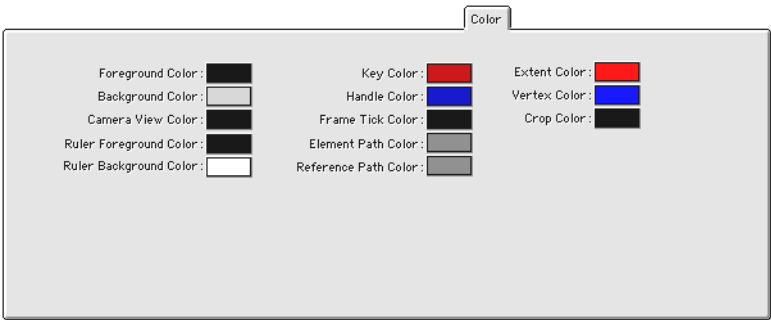 Color
Foreground Color :
Background Color :
Camera View Color :
Ruler Foreground Color :
Ruler Background Color :
Key Color :
Handle Color :
Frame Tick Color :
Element Path Color :
Reference Path Color :
Extent Color :
Vertex Color :
Crop Color :